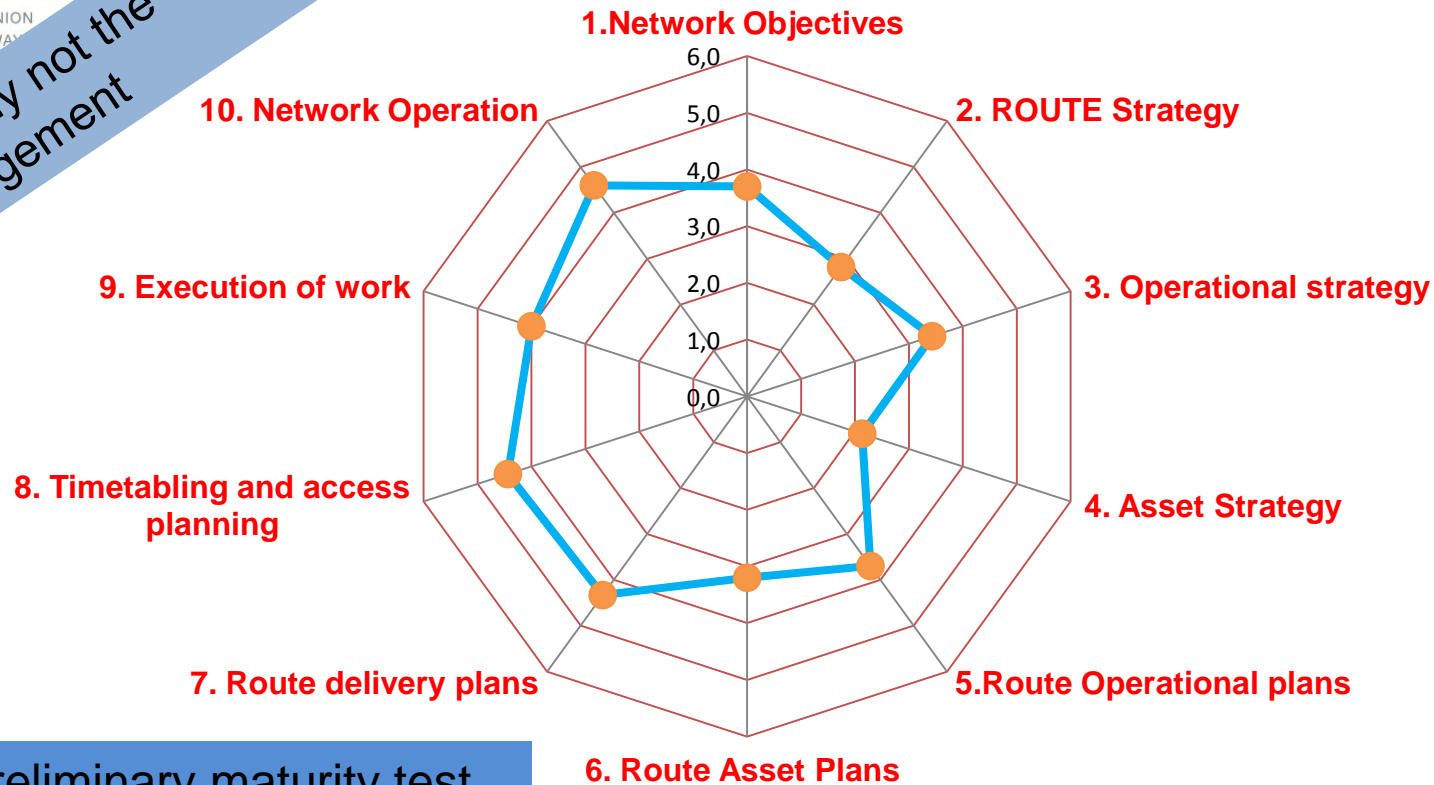 not the
1.Network Objectives
6,0
5,0
4,0
3,0
2,0
1,0
0,0
2. ROUTE Strategy
3. Operational strategy
4. Asset Strategy
5.Route Operational plans
6. Route Asset Plans
7. Route delivery plans
8. Timetabling and access
planning
9. Execution of work
10. Network Operation
maturity test